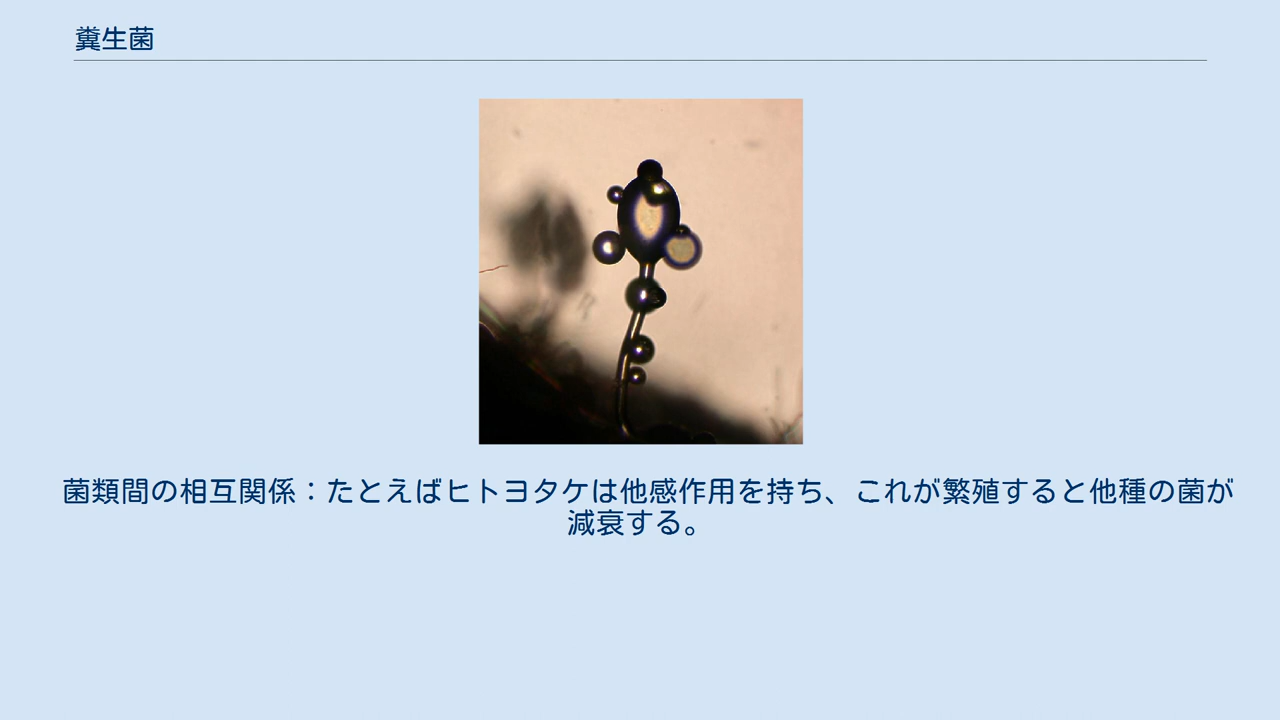 糞生菌
菌類間の相互関係：たとえばヒトヨタケは他感作用を持ち、これが繁殖すると他種の菌が
減衰する。